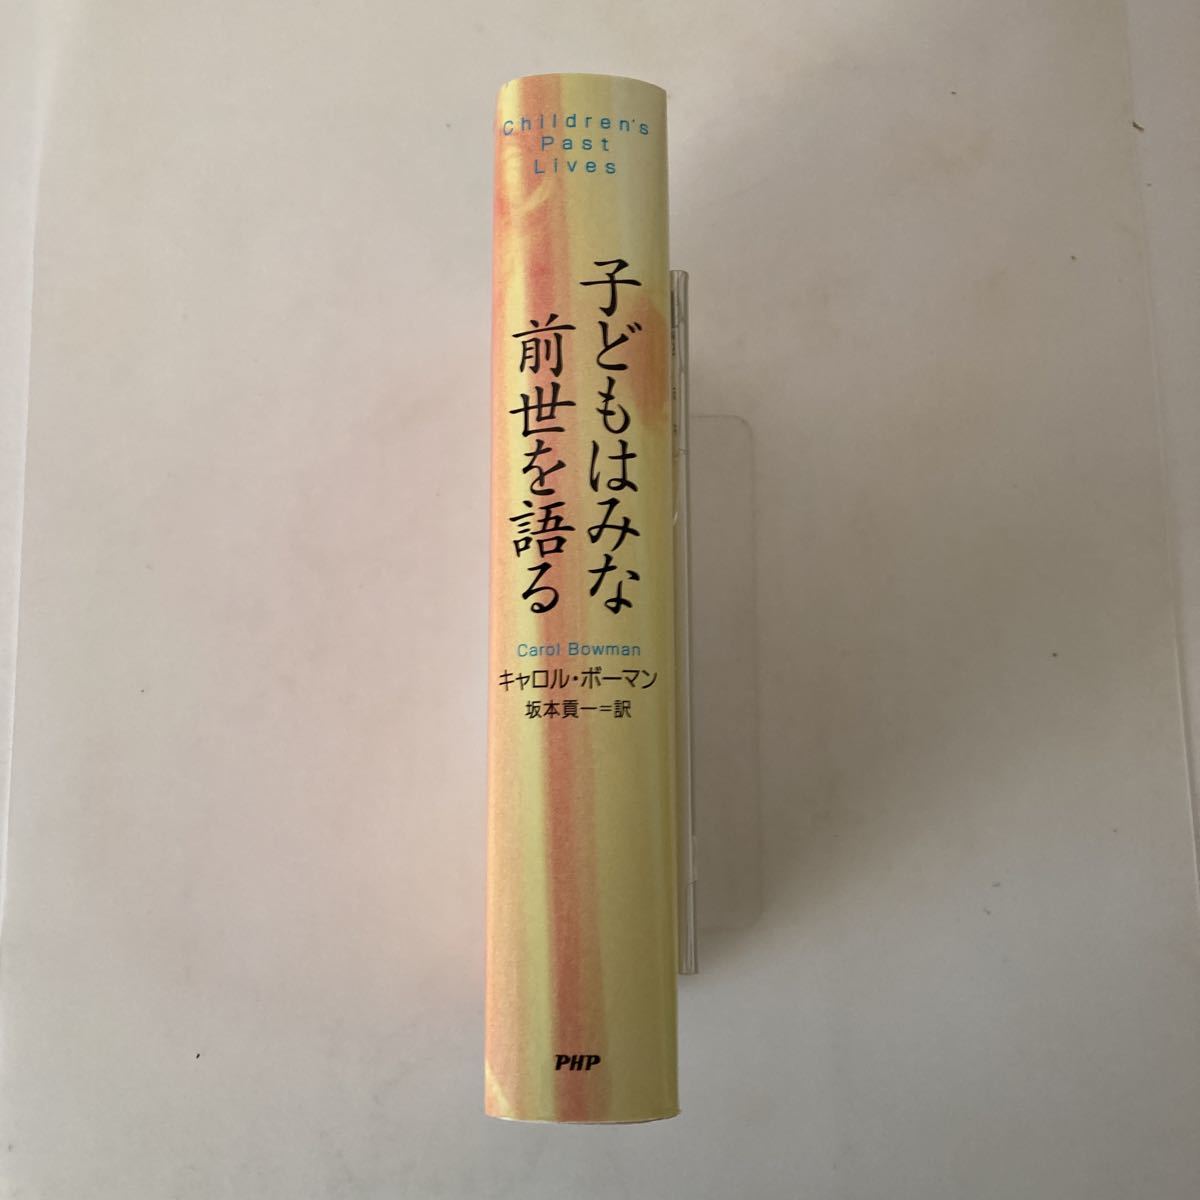 Children's
Past
Lives
子どもはみな
前世を語る
Carol Bowman
キャロル・ボーマン
坂本貢一=訳
PHP